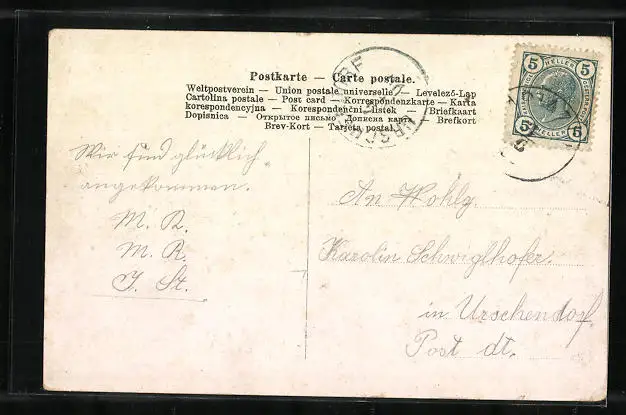 Postkarte — Carte postale.
Weltpostverein — Union postale universelle — Levelező-Lap
Cartolina postale — Post card — Korrespondenzkarte — Karta
korespondencyjna — Korespondenční lístek — Briefkaart
Dopisnica — Открытое письмо — Дописна карта — Brefkort
Brev-Kort — Tarjeta postal
5 HELLER 5
5 HELLER 5
Wir sind glücklich
angekommen.
M. R.
M. R.
J. St.
An Wohlg.
Karolin Schwiglhofer
in Urschendorf
Post dt.